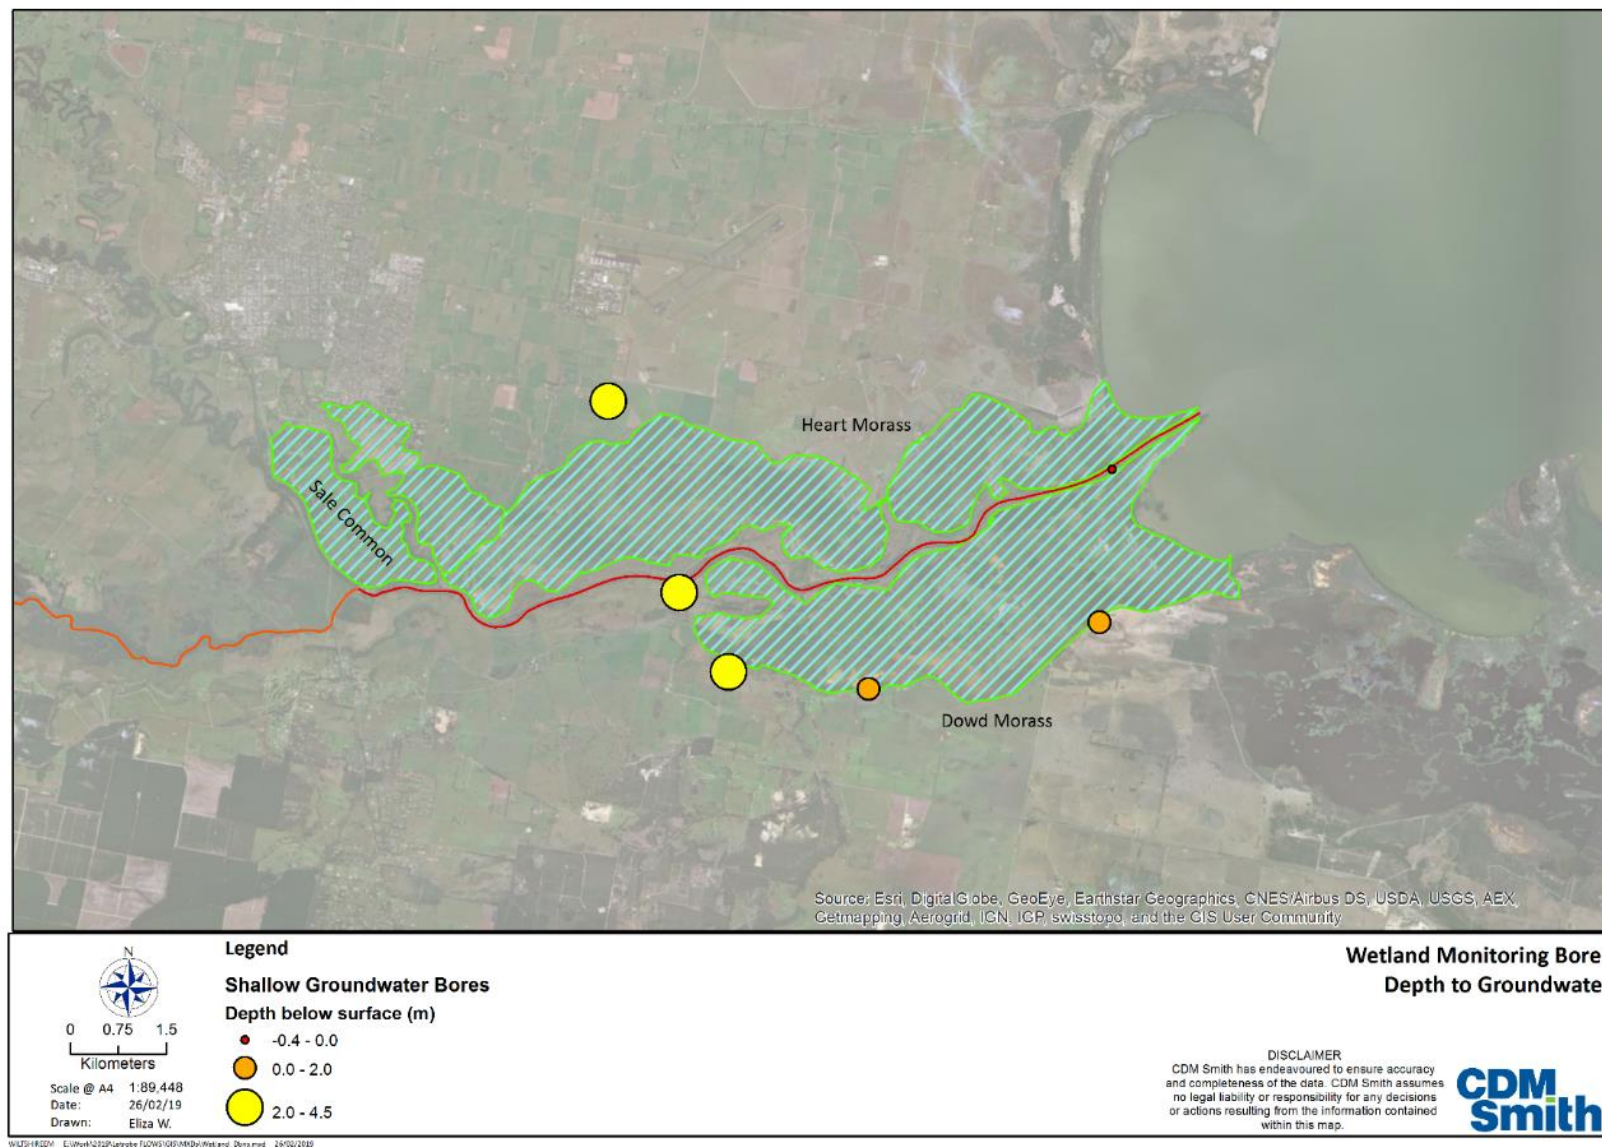 Heart Morass
Sale Common
Dowd Morass
Source: Esri, DigitalGlobe, GeoEye, Earthstar Geographics, CNES/Airbus DS, USDA, USGS, AEX,
Getmapping, Aerogrid, IGN, IGP, swisstopo, and the GIS User Community
N
0 0.75 1.5
Kilometers
Scale @ A4 1:89,448
Date: 26/02/19
Drawn: Eliza W.
Legend
Shallow Groundwater Bores
Depth below surface (m)
-0.4 - 0.0
0.0 - 2.0
2.0 - 4.5
Wetland Monitoring Bore
Depth to Groundwate
DISCLAIMER
CDM Smith has endeavoured to ensure accuracy
and completeness of the data. CDM Smith assumes
no legal liability or responsibility for any decisions
or actions resulting from the information contained
within this map.
CDM
Smith
26/02/2019